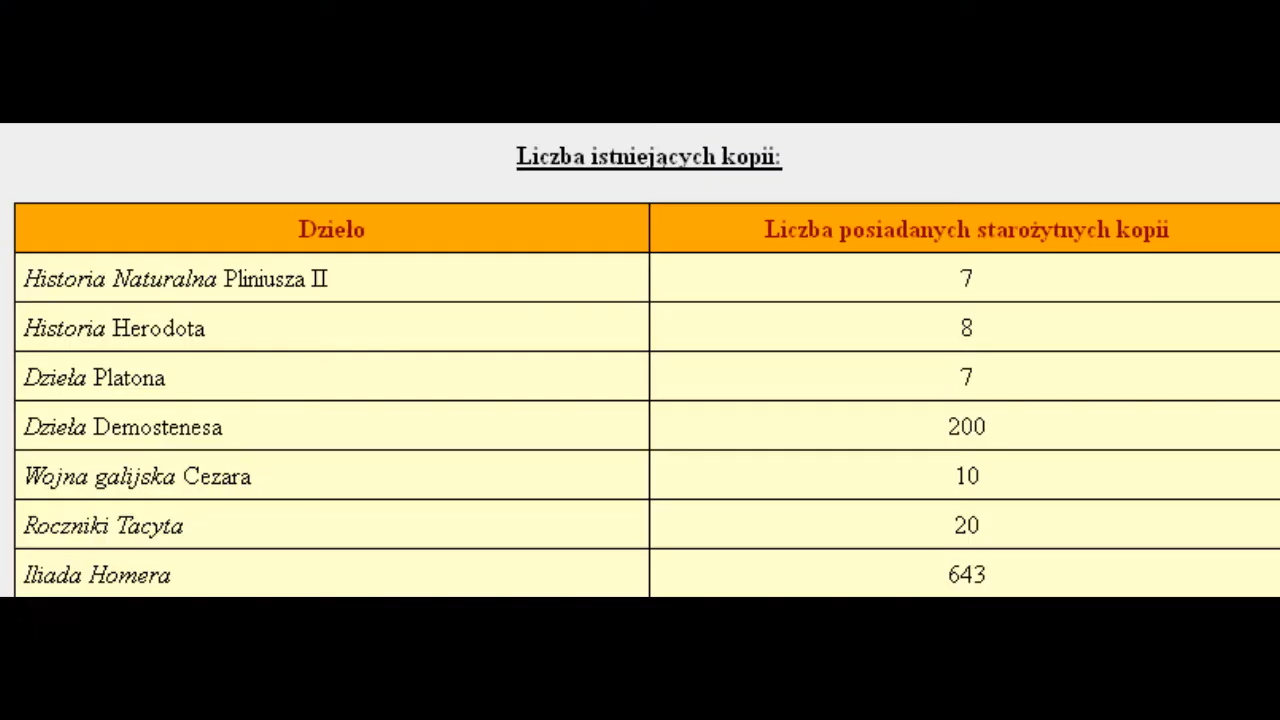 Liczba istniejących kopii:
Dzieło Liczba posiadanych starożytnych kopii
Historia Naturalna Pliniusza II 7
Historia Herodota 8
Dzieła Platona 7
Dzieła Demostenesa 200
Wojna galijska Cezara 10
Roczniki Tacyta 20
Iliada Homera 643